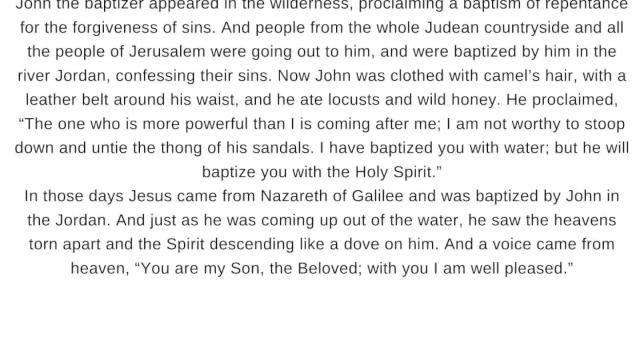 John the baptizer appeared in the wilderness, proclaiming a baptism of repentance
for the forgiveness of sins. And people from the whole Judean countryside and all
the people of Jerusalem were going out to him, and were baptized by him in the
river Jordan, confessing their sins. Now John was clothed with camel’s hair, with a
leather belt around his waist, and he ate locusts and wild honey. He proclaimed,
“The one who is more powerful than I is coming after me; I am not worthy to stoop
down and untie the thong of his sandals. I have baptized you with water; but he will
baptize you with the Holy Spirit.”
In those days Jesus came from Nazareth of Galilee and was baptized by John in
the Jordan. And just as he was coming up out of the water, he saw the heavens
torn apart and the Spirit descending like a dove on him. And a voice came from
heaven, “You are my Son, the Beloved; with you I am well pleased.”